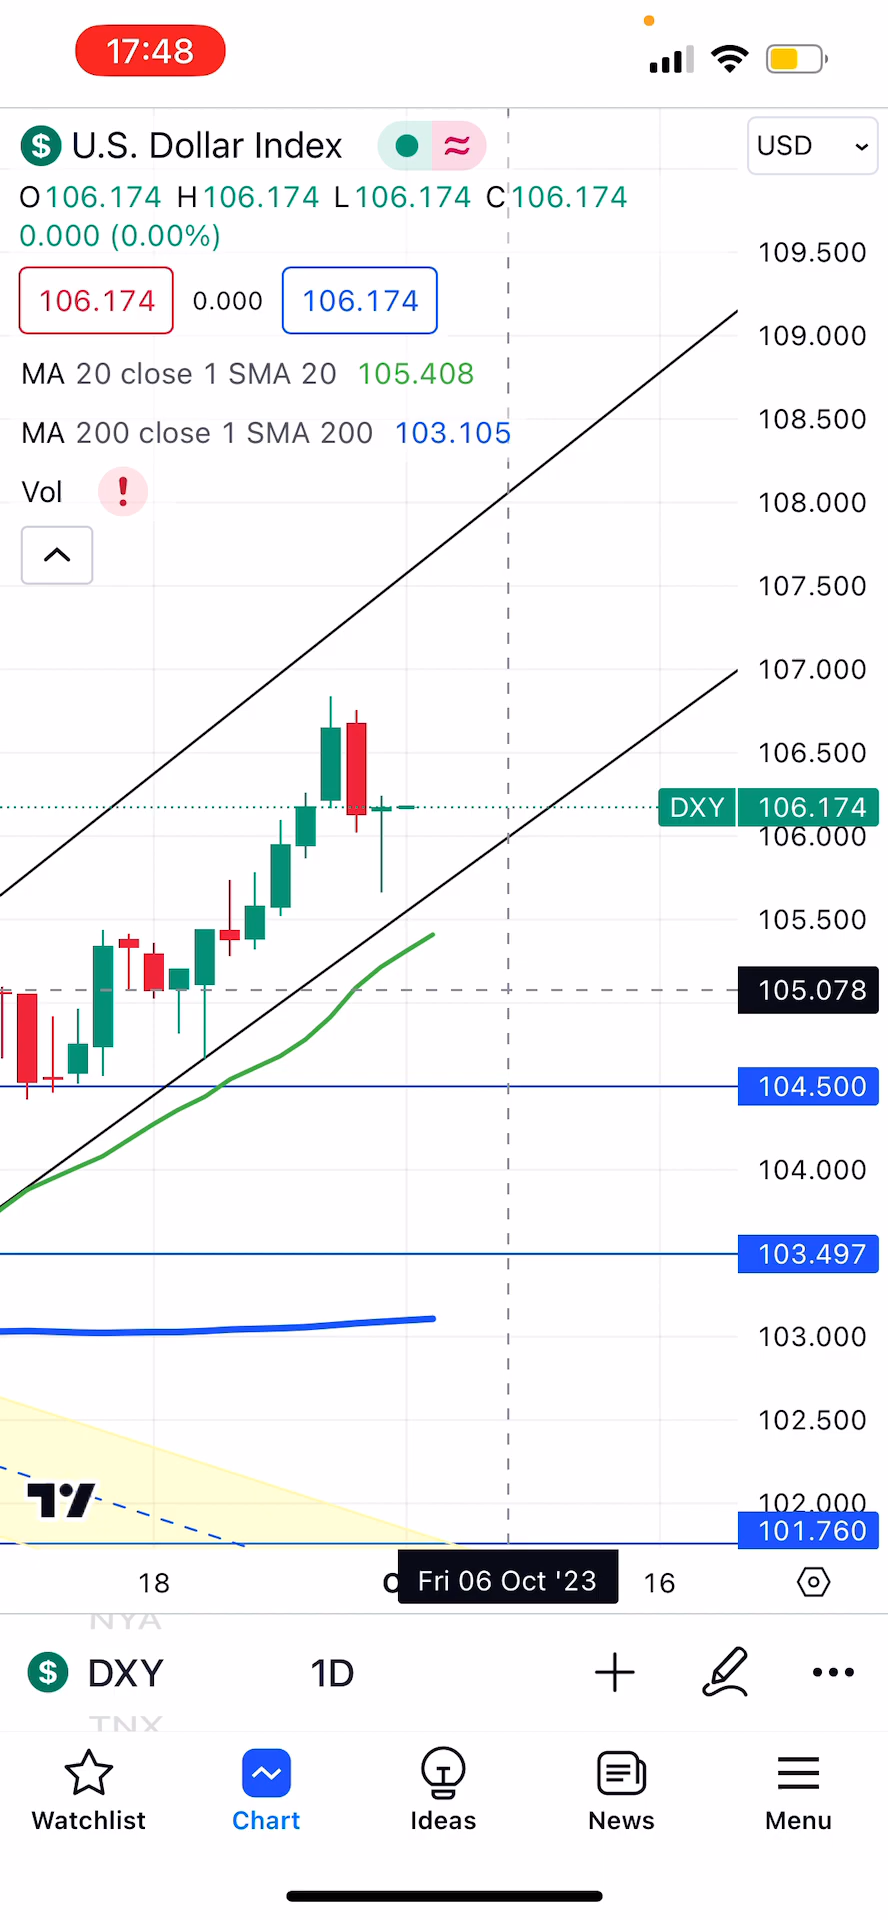 17:48
$ U.S. Dollar Index
USD
O106.174 H106.174 L106.174 C106.174
0.000 (0.00%)
106.174 0.000 106.174
MA 20 close 1 SMA 20 105.408
MA 200 close 1 SMA 200 103.105
Vol
109.500
109.000
108.500
108.000
107.500
107.000
106.500
DXY 106.174
106.000
105.500
105.078
104.500
104.000
103.497
103.000
102.500
102.000
101.760
18 Fri 06 Oct '23 16
NYA
$ DXY 1D
TNX
Watchlist Chart Ideas News Menu